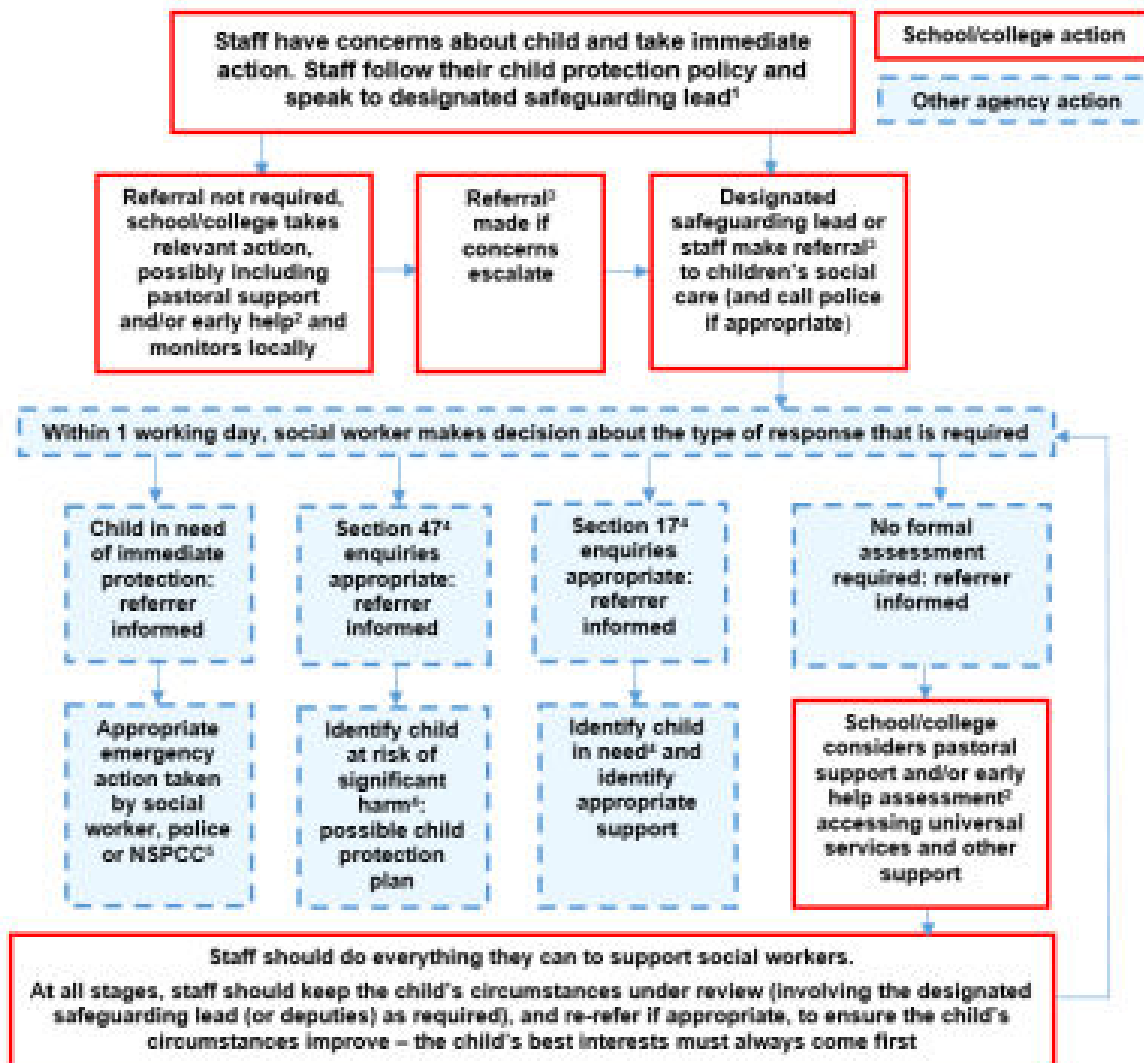 Staff have concerns about child and take immediate
action. Staff follow their child protection policy and
speak to designated safeguarding lead¹
School/college action
Other agency action
Referral not required,
school/college takes
relevant action,
possibly including
pastoral support
and/or early help² and
monitors locally
Referral³
made if
concerns
escalate
Designated
safeguarding lead or
staff make referral³
to children's social
care (and call police
if appropriate)
Within 1 working day, social worker makes decision about the type of response that is required
Child in need
of immediate
protection:
referrer
informed
Section 47⁴
enquiries
appropriate:
referrer
informed
Section 17⁴
enquiries
appropriate:
referrer
informed
No formal
assessment
required: referrer
informed
Appropriate
emergency
action taken
by social
worker, police
or NSPCC⁵
Identify child
at risk of
significant
harm⁴:
possible child
protection
plan
Identify child
in need⁴ and
identify
appropriate
support
School/college
considers pastoral
support and/or early
help assessment²
accessing universal
services and other
support
Staff should do everything they can to support social workers.
At all stages, staff should keep the child's circumstances under review (involving the designated
safeguarding lead (or deputies) as required), and re-refer if appropriate, to ensure the child's
circumstances improve – the child's best interests must always come first